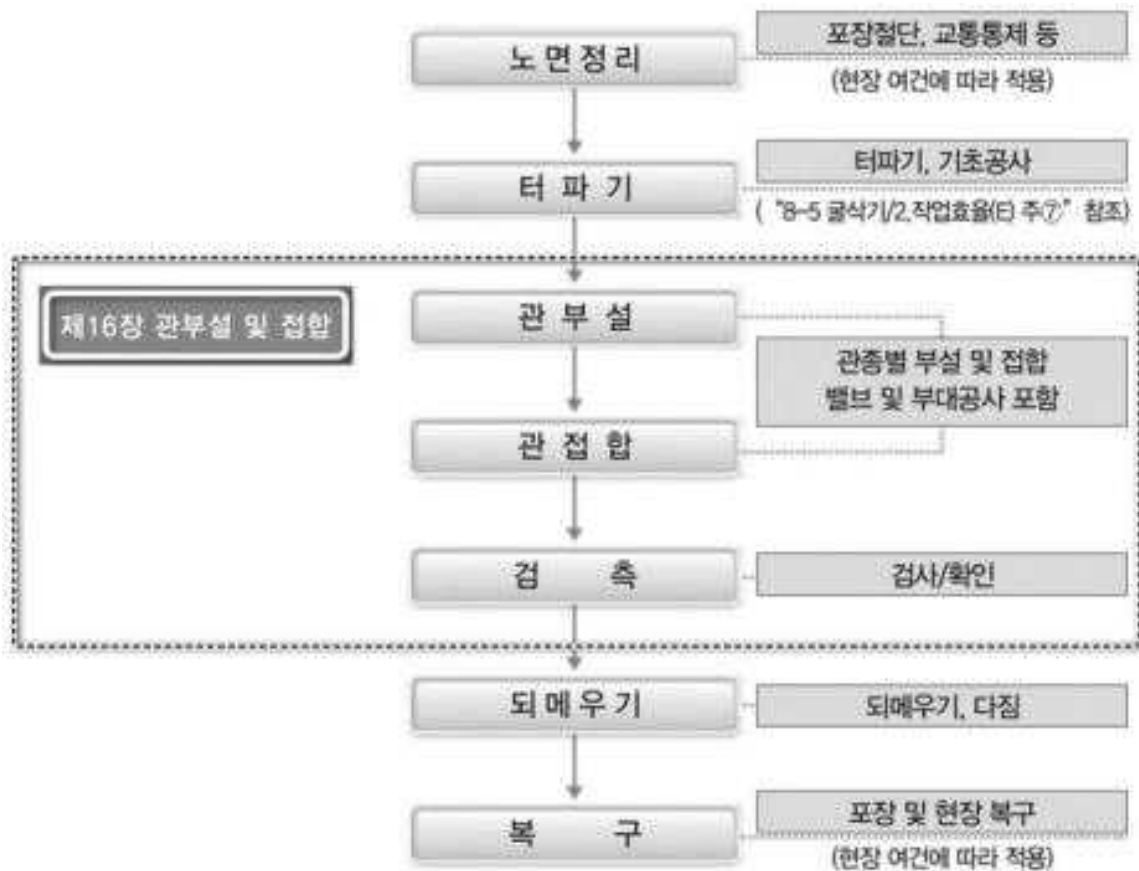 노 면 정 리
포장절단, 교통통제 등
(현장 여건에 따라 적용)
터 파 기
터파기, 기초공사
( “8-5 굴삭기/2.작업효율(E) 주⑦” 참조)
제16장 관부설 및 접합
관 부 설
관종별 부설 및 접합
밸브 및 부대공사 포함
관 접 합
검 측
검사/확인
되 메 우 기
되메우기, 다짐
복 구
포장 및 현장 복구
(현장 여건에 따라 적용)